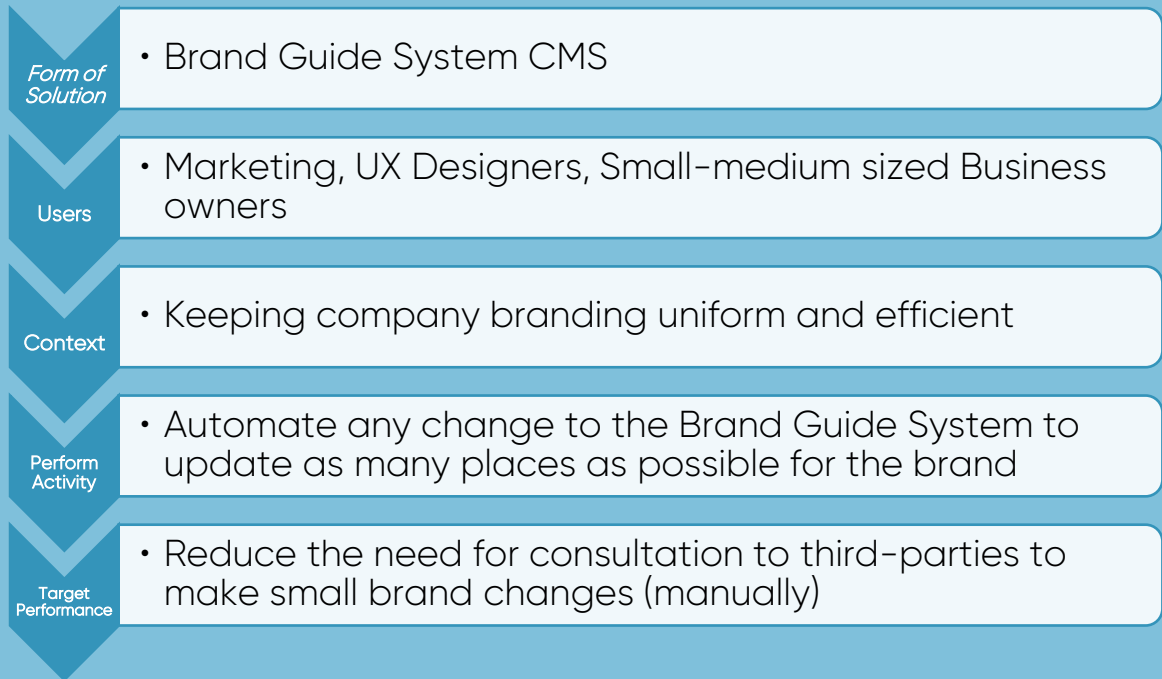 Form of
Solution
• Brand Guide System CMS
Users
• Marketing, UX Designers, Small-medium sized Business
owners
Context
• Keeping company branding uniform and efficient
Perform
Activity
• Automate any change to the Brand Guide System to
update as many places as possible for the brand
Target
Performance
• Reduce the need for consultation to third-parties to
make small brand changes (manually)